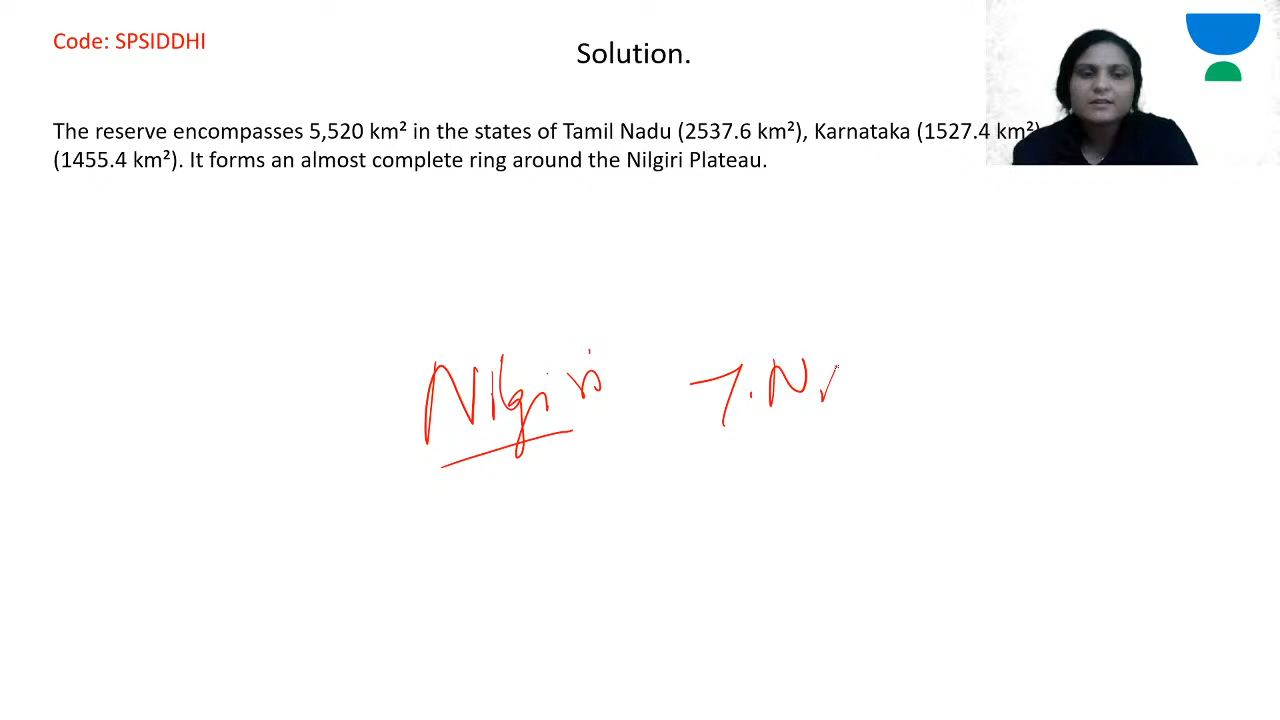 Code: SPSIDDHI
Solution.
The reserve encompasses 5,520 km² in the states of Tamil Nadu (2537.6 km²), Karnataka (1527.4 km²)
(1455.4 km²). It forms an almost complete ring around the Nilgiri Plateau.
Nilgiri T.N.